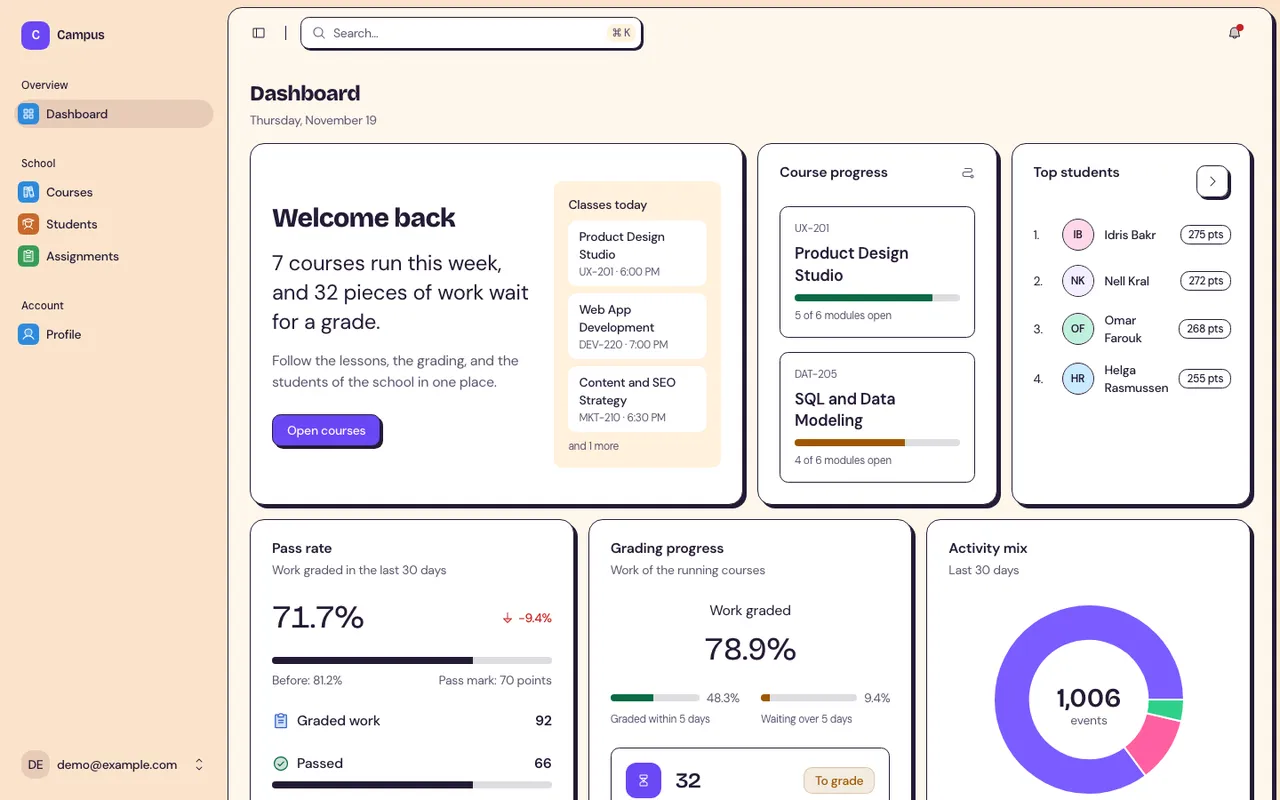 C Campus
Overview
Dashboard
School
Courses
Students
Assignments
Account
Profile
DE demo@example.com
Search... ⌘ K
Dashboard
Thursday, November 19
Welcome back
7 courses run this week,
and 32 pieces of work wait
for a grade.
Follow the lessons, the grading, and the
students of the school in one place.
Open courses
Classes today
Product Design
Studio
UX-201 · 6:00 PM
Web App
Development
DEV-220 · 7:00 PM
Content and SEO
Strategy
MKT-210 · 6:30 PM
and 1 more
Course progress
UX-201
Product Design
Studio
5 of 6 modules open
DAT-205
SQL and Data
Modeling
4 of 6 modules open
Top students
1. IB Idris Bakr 275 pts
2. NK Nell Kral 272 pts
3. OF Omar
Farouk 268 pts
4. HR Helga
Rasmussen 255 pts
Pass rate
Work graded in the last 30 days
71.7% -9.4%
Before: 81.2% Pass mark: 70 points
Graded work 92
Passed 66
Grading progress
Work of the running courses
Work graded
78.9%
48.3% 9.4%
Graded within 5 days Waiting over 5 days
32 To grade
Activity mix
Last 30 days
1,006
events